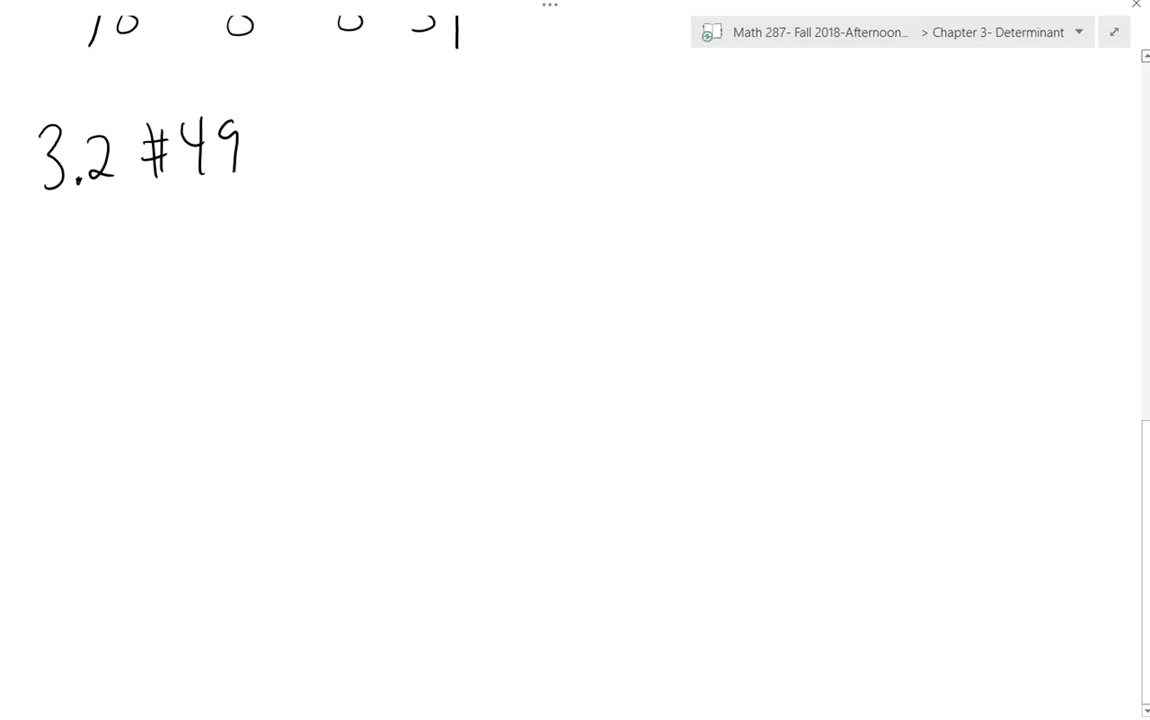 Math 287- Fall 2018-Afternoon... > Chapter 3- Determinant
3.2 #49